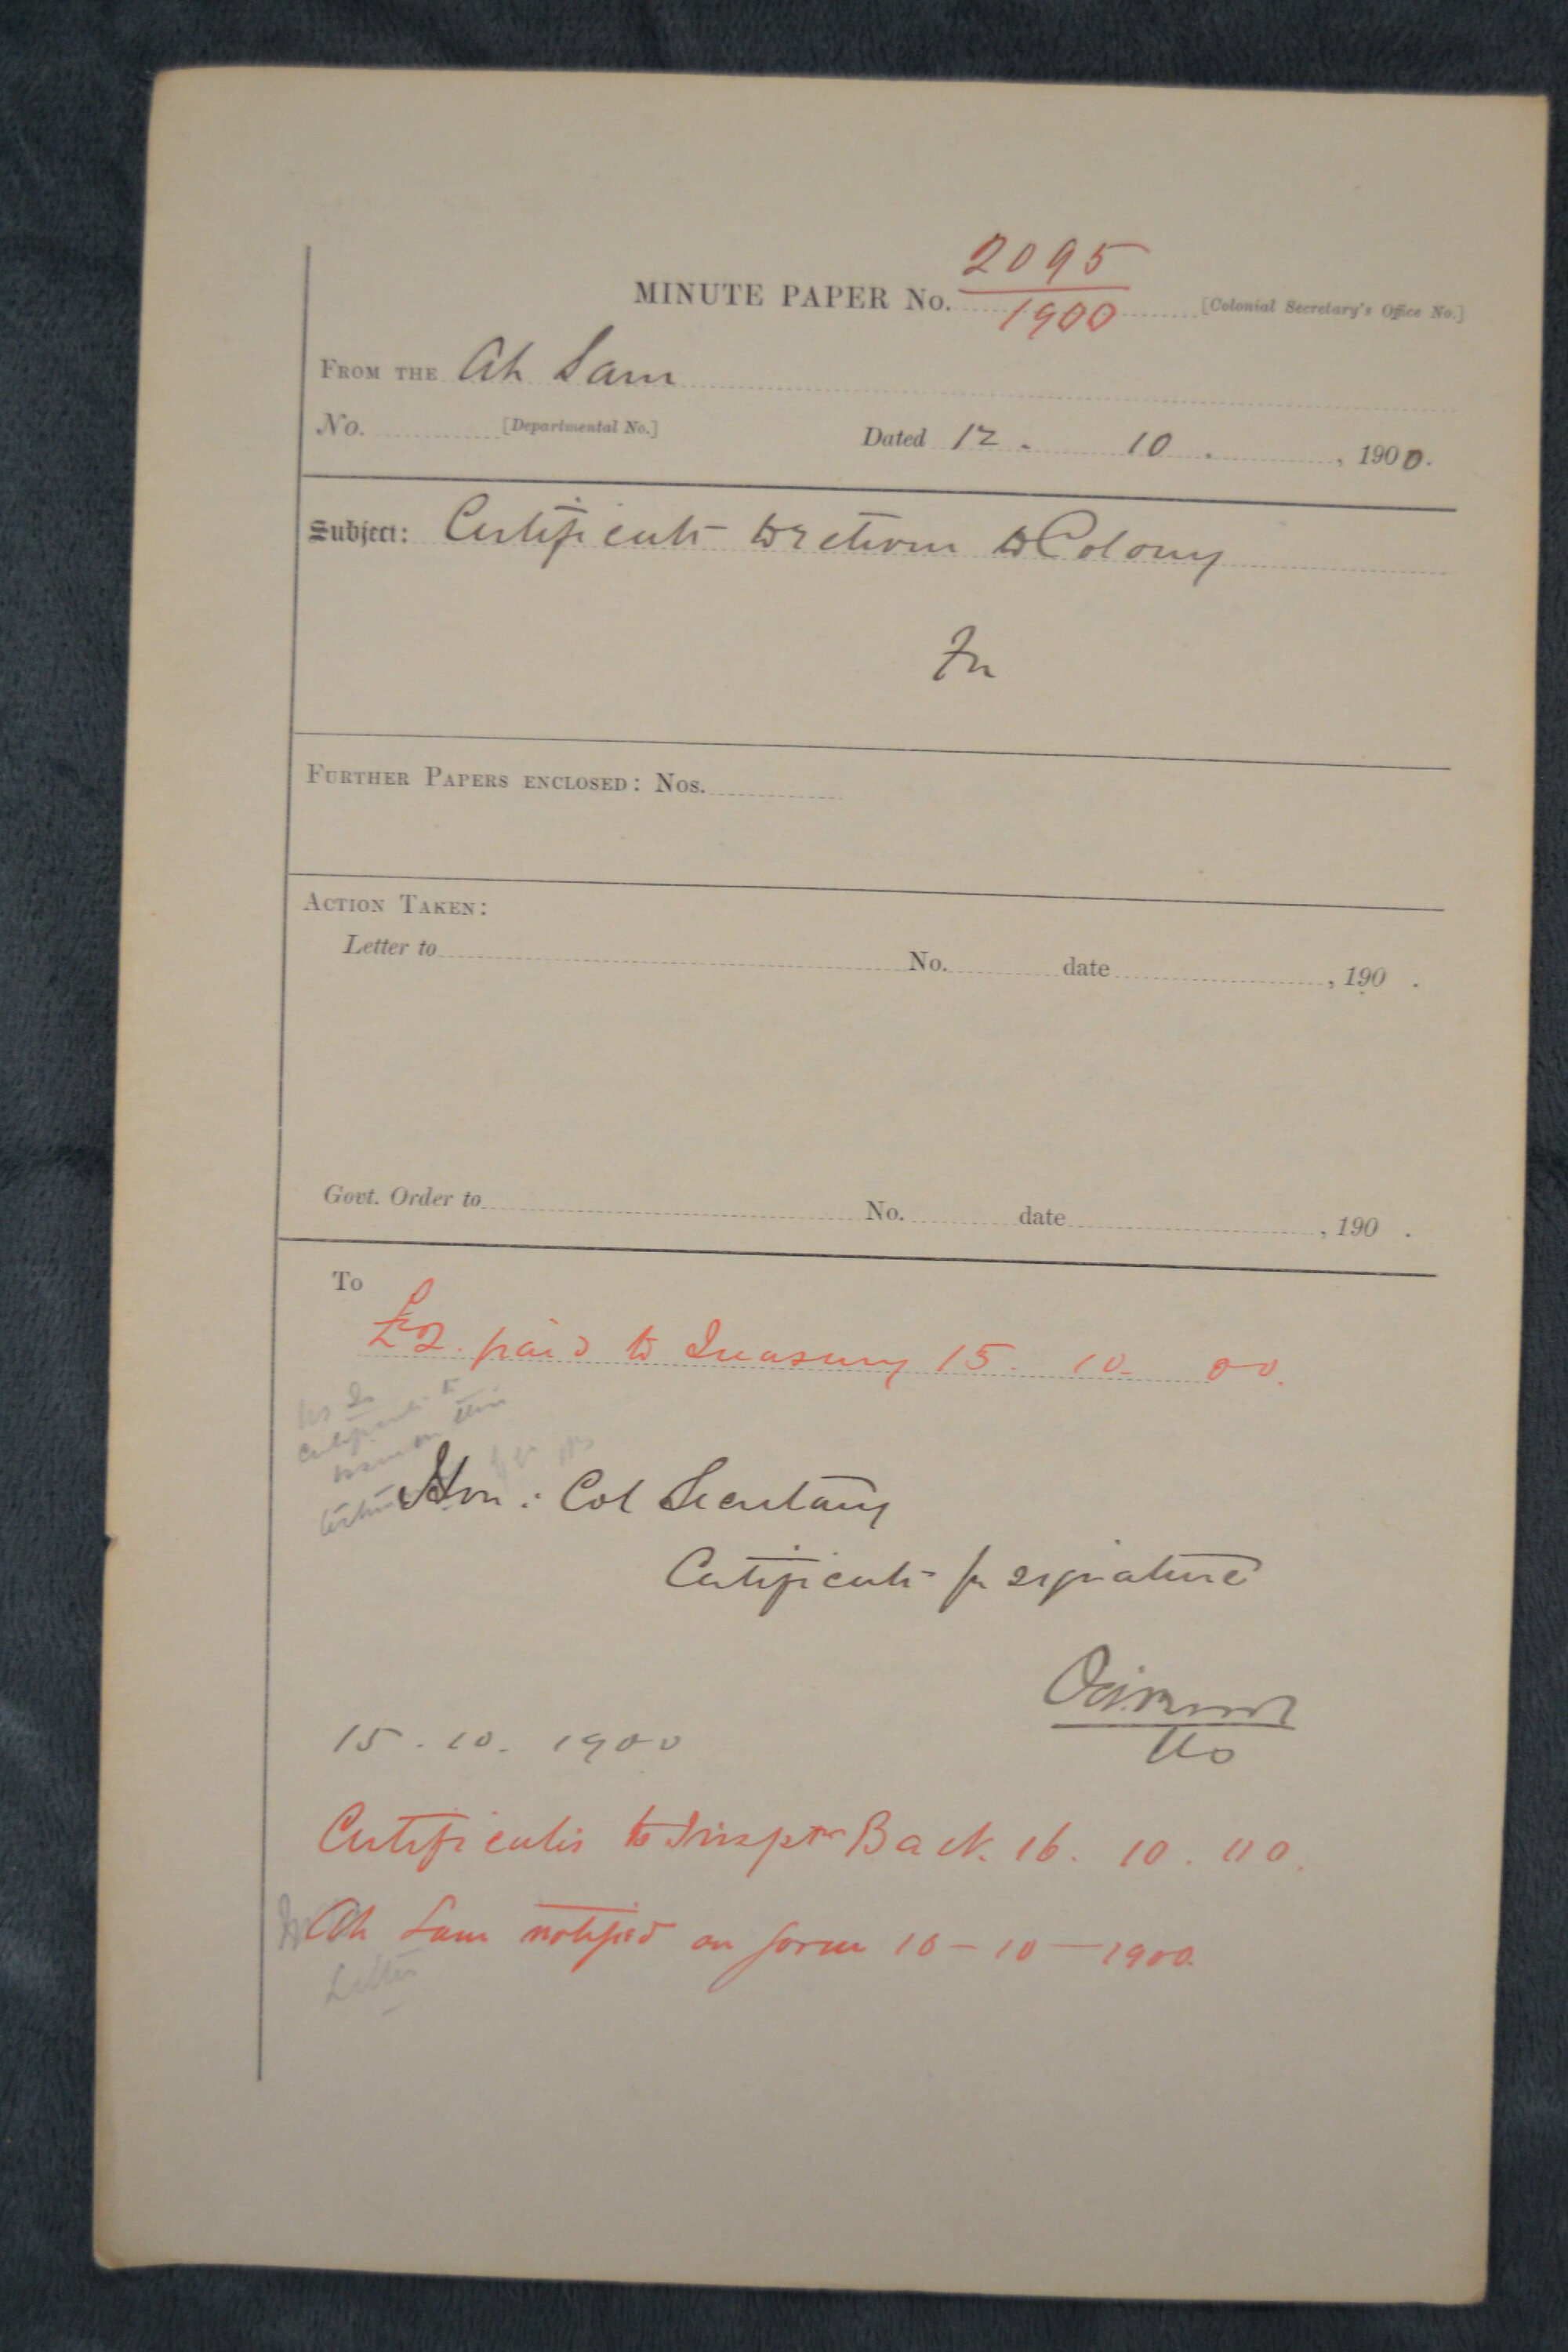 2095
MINUTE PAPER No. 1900 [Colonial Secretary's Office No.]
FROM THE Ah Sam
No. [Departmental No.] Dated 12. 10. , 1900.
Subject: Certificate to return to Colony
FURTHER PAPERS ENCLOSED: Nos.
ACTION TAKEN:
Letter to No. date , 190 .
Govt. Order to No. date , 190 .
To
£2. paid to Treasury 15. 10. 00.
Hon: Col Secretary
Certificate for signature
15. 10. 1900
Certificates to Insptr Back. 16. 10. 00.
Ah Sam notified on form 16-10-1900.
Letter